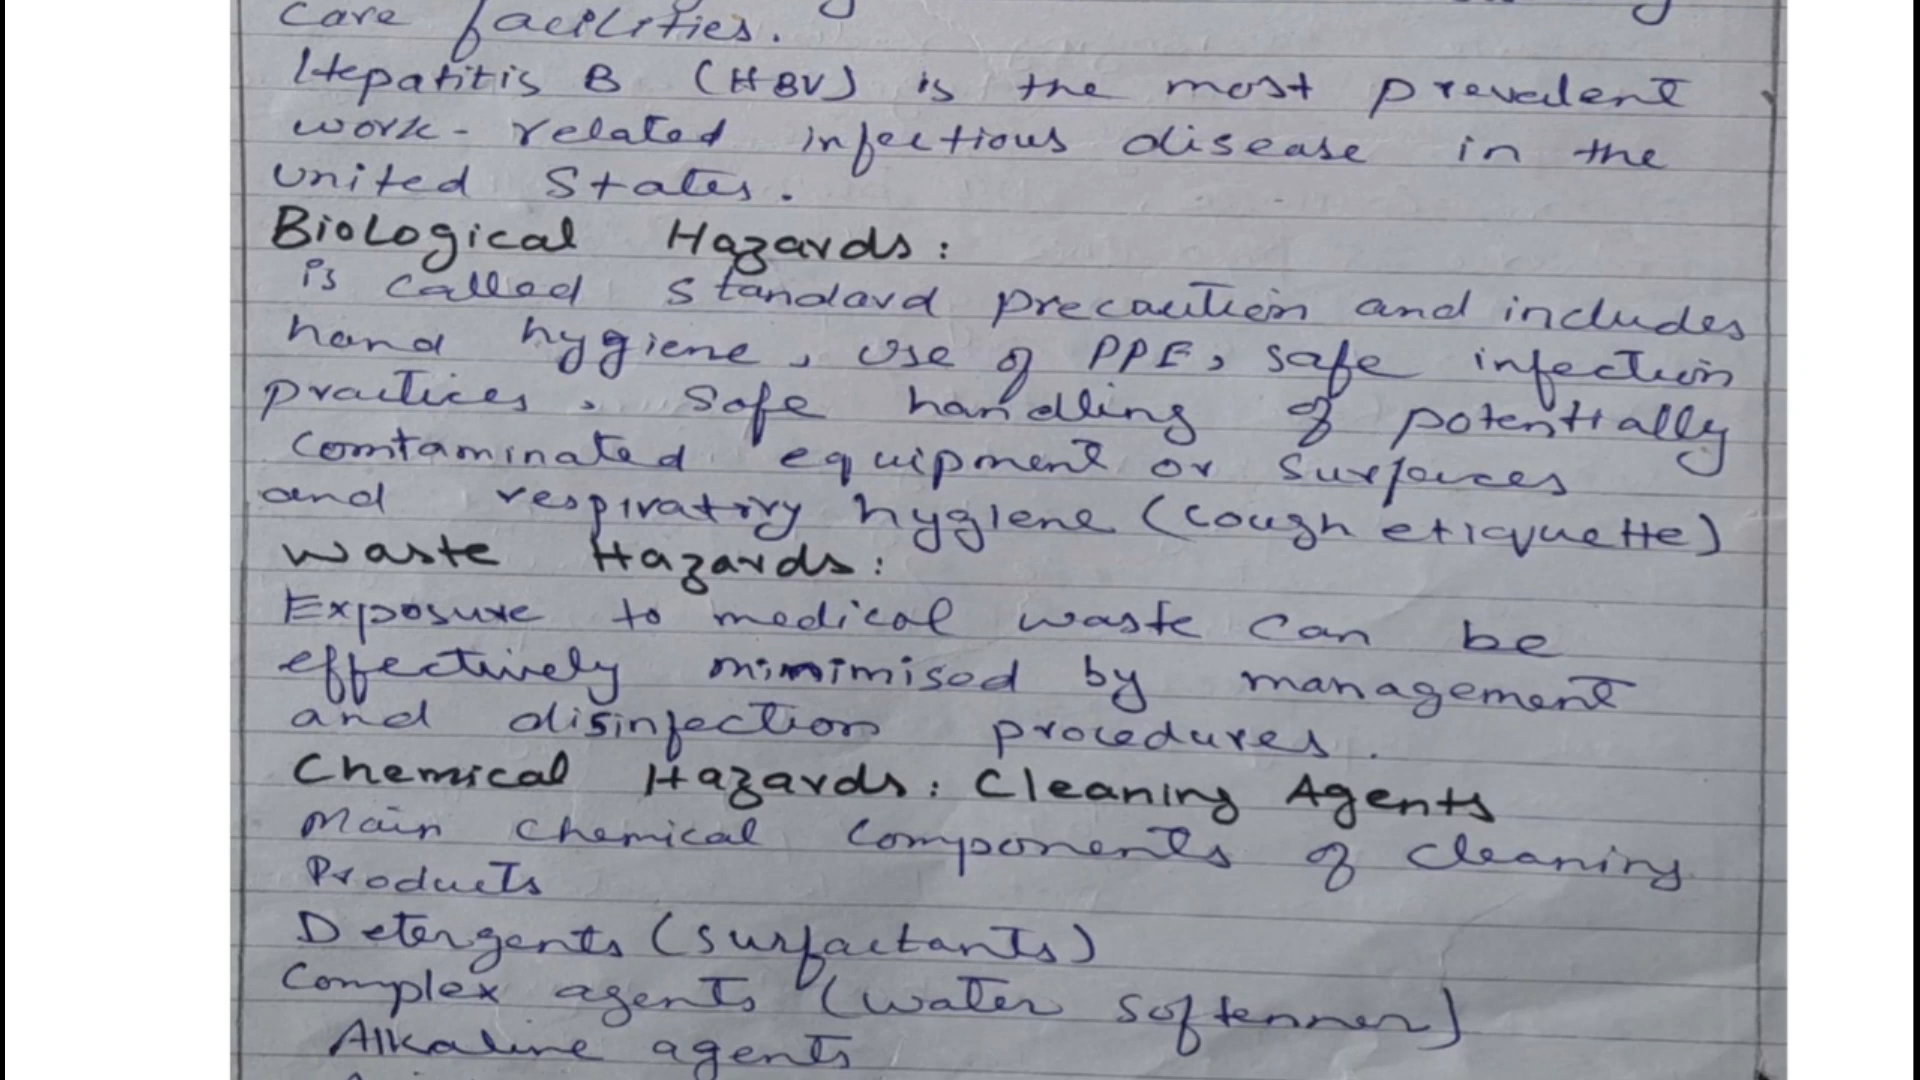 care facilities.
Hepatitis B (HBV) is the most prevalent
work-related infectious disease in the
united States.
Biological Hazards:
is called standard precaution and includes
hand hygiene, use of PPE, safe infection
practices, safe handling of potentially
comtaminated equipment or surfaces
and respiratory hygiene (cough eticquette)
Waste Hazards:
Exposure to medical waste can be
effectively minimised by management
and disinfection procedures.
Chemical Hazards: Cleaning Agents
Main chemical components of cleaning
Products
Detergents (surfactants)
Complex agents (water softenner)
Alkaline agents